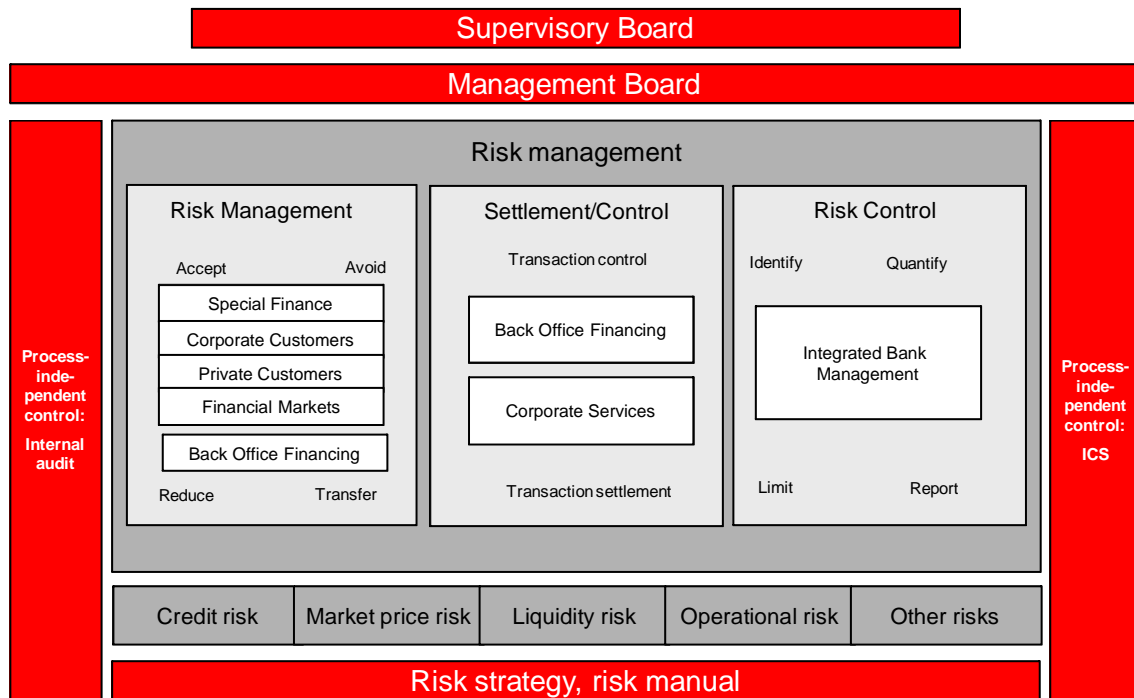 Supervisory Board
Management Board
Process-
inde-
pendent
control:
Internal
audit
Risk management
Risk Management
Accept Avoid
Special Finance
Corporate Customers
Private Customers
Financial Markets
Back Office Financing
Reduce Transfer
Settlement/Control
Transaction control
Back Office Financing
Corporate Services
Transaction settlement
Risk Control
Identify Quantify
Integrated Bank
Management
Limit Report
Process-
inde-
pendent
control:
ICS
Credit risk Market price risk Liquidity risk Operational risk Other risks
Risk strategy, risk manual